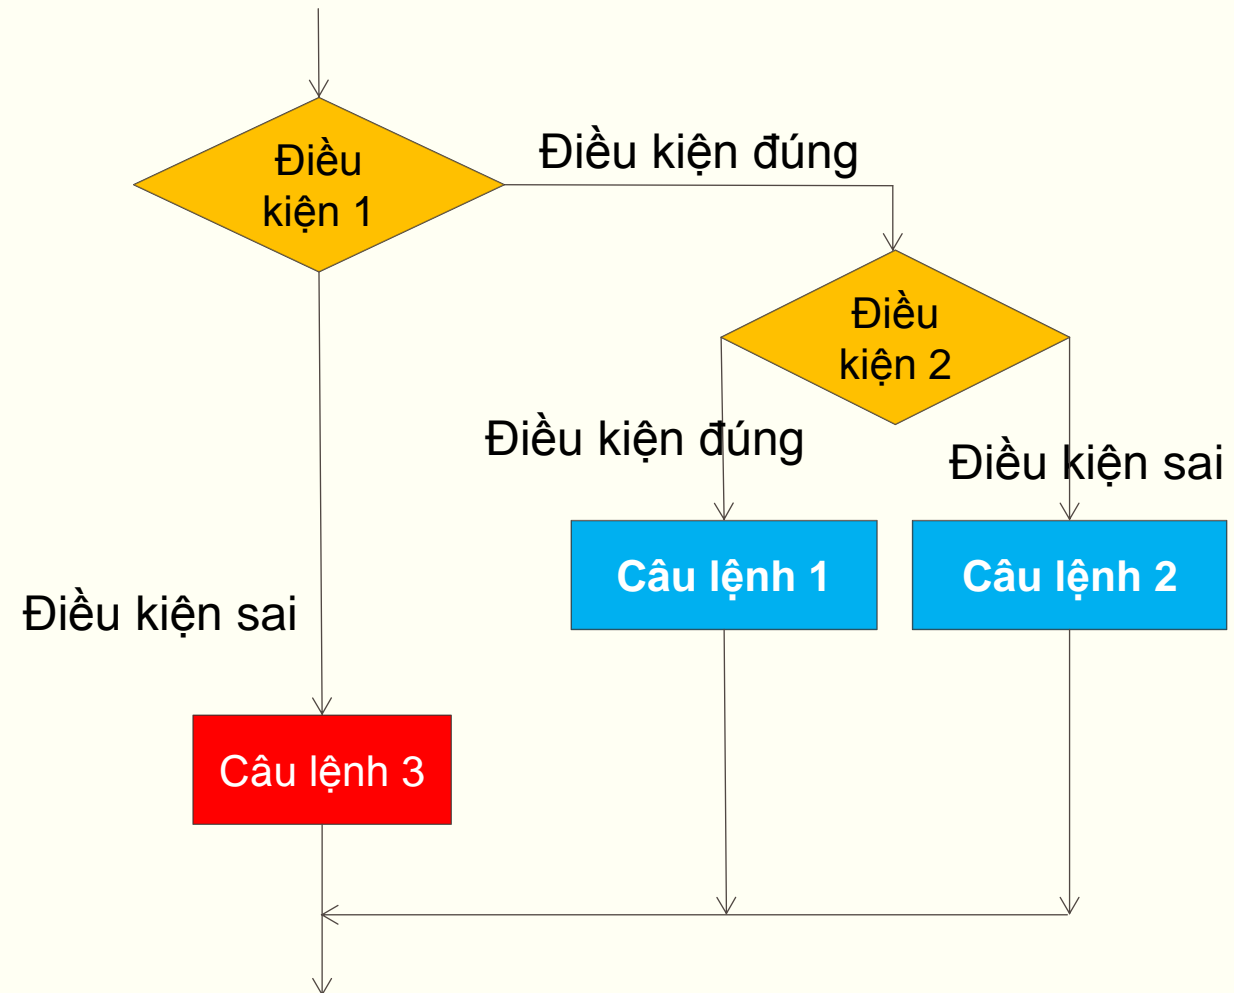 Điều
kiện 1
Điều kiện đúng
Điều
kiện 2
Điều kiện đúng
Điều kiện sai
Câu lệnh 1
Câu lệnh 2
Điều kiện sai
Câu lệnh 3